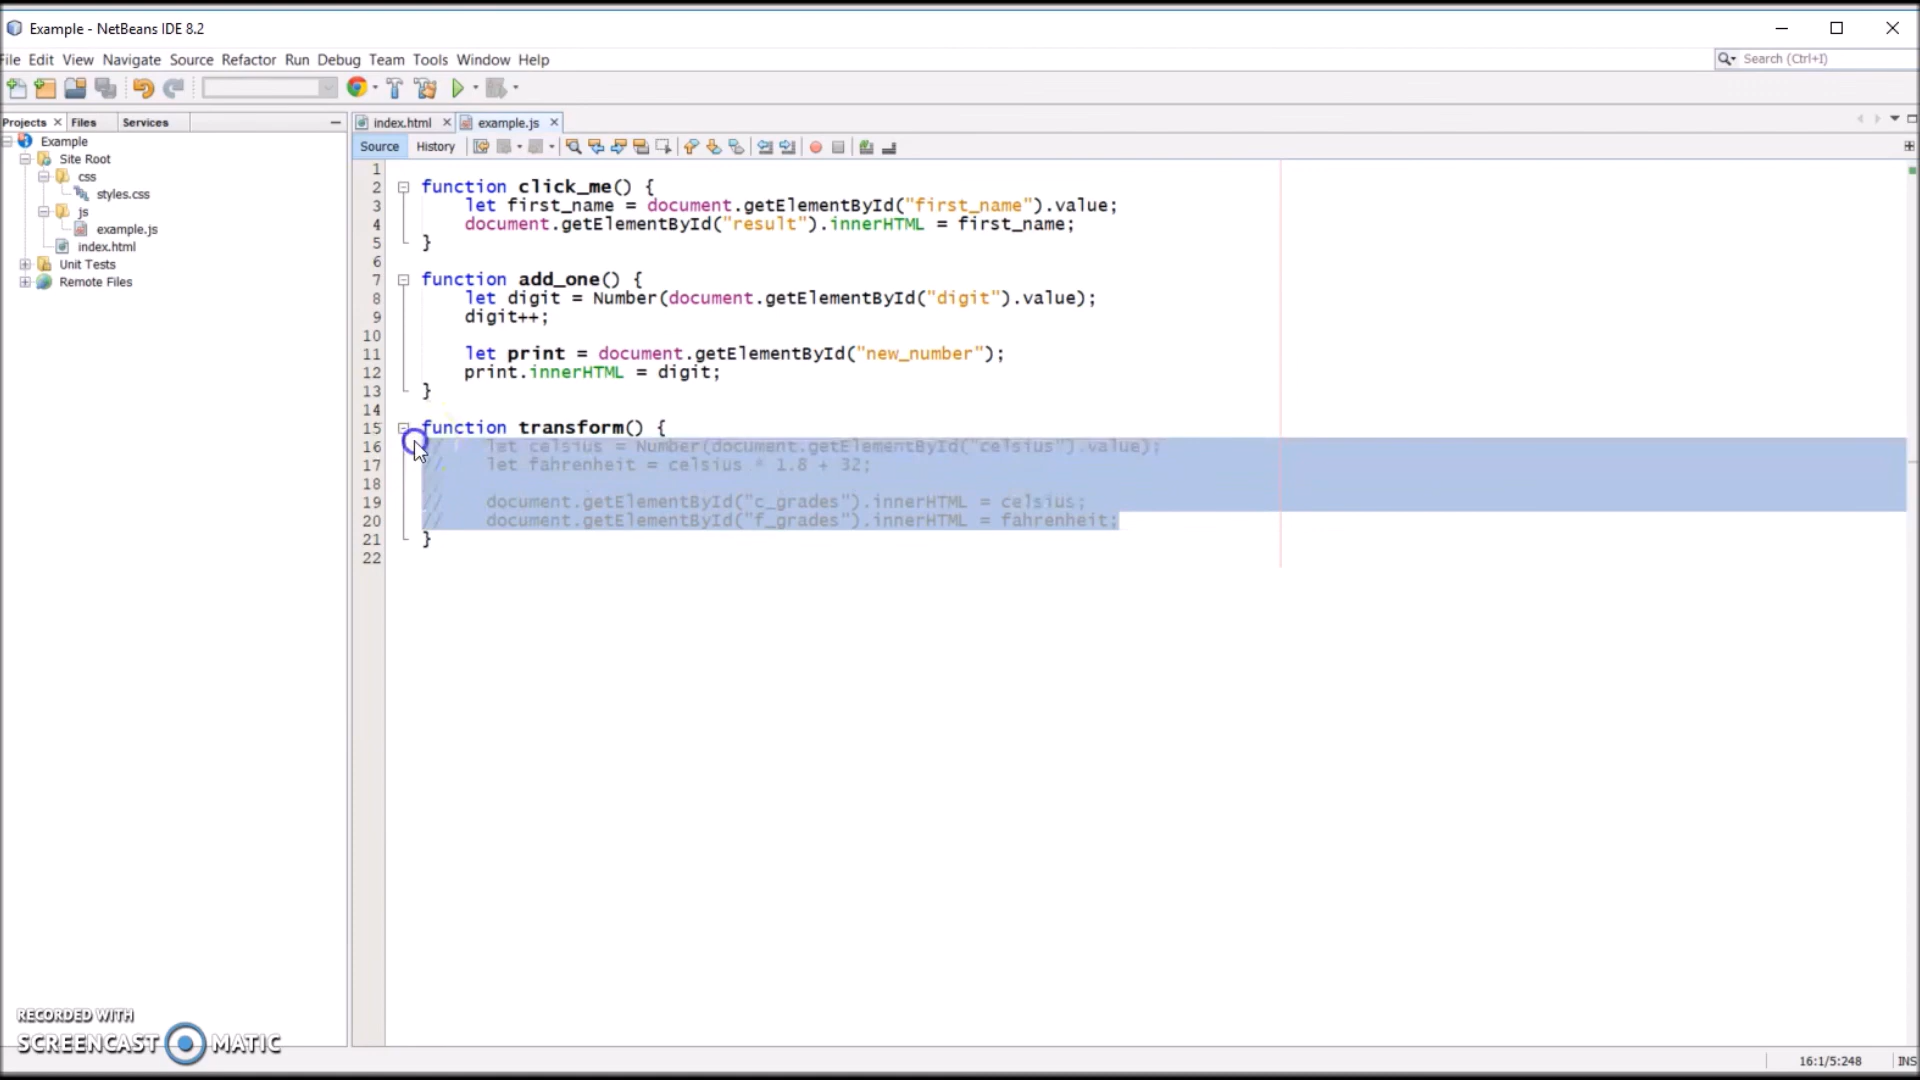 Example - NetBeans IDE 8.2
File Edit View Navigate Source Refactor Run Debug Team Tools Window Help
Search (Ctrl+I)
Projects Files Services
Example
Site Root
css
styles.css
js
example.js
index.html
Unit Tests
Remote Files
index.html example.js
Source History
1
2 function click_me() {
3 let first_name = document.getElementById("first_name").value;
4 document.getElementById("result").innerHTML = first_name;
5 }
6
7 function add_one() {
8 let digit = Number(document.getElementById("digit").value);
9 digit++;
10
11 let print = document.getElementById("new_number");
12 print.innerHTML = digit;
13 }
14
15 function transform() {
16 // let celsius = Number(document.getElementById("celsius").value);
17 // let fahrenheit = celsius * 1.8 + 32;
18 //
19 // document.getElementById("c_grades").innerHTML = celsius;
20 // document.getElementById("f_grades").innerHTML = fahrenheit;
21 }
22
RECORDED WITH
SCREENCAST MATIC
16:1/5:248 INS